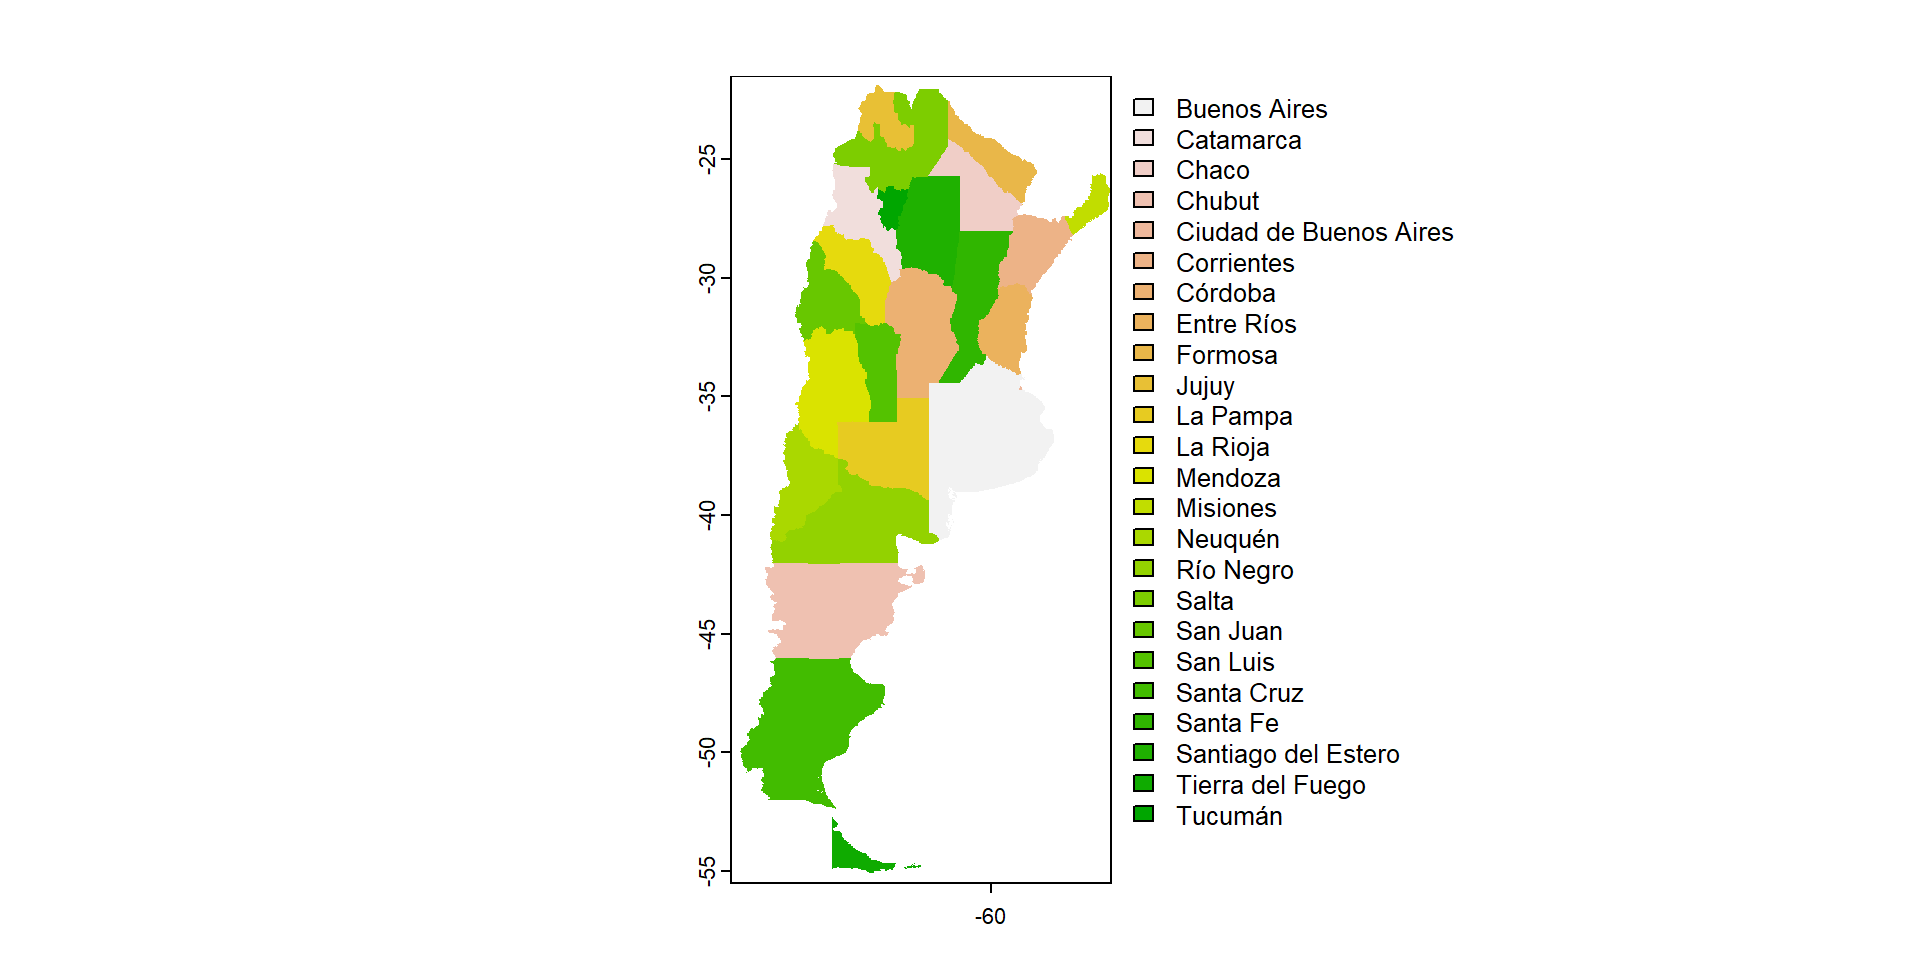 -25
-30
-35
-40
-45
-50
-55
-60
Buenos Aires
Catamarca
Chaco
Chubut
Ciudad de Buenos Aires
Corrientes
Córdoba
Entre Ríos
Formosa
Jujuy
La Pampa
La Rioja
Mendoza
Misiones
Neuquén
Río Negro
Salta
San Juan
San Luis
Santa Cruz
Santa Fe
Santiago del Estero
Tierra del Fuego
Tucumán